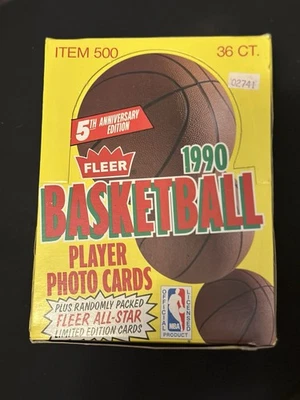 ITEM 500
36 CT.
5TH ANNIVERSARY
EDITION
FLEER
1990
BASKETBALL
PLAYER
PHOTO CARDS
PLUS RANDOMLY PACKED
FLEER ALL-STAR
LIMITED EDITION CARDS
OFFICIAL
LICENSED
NBA
PRODUCT